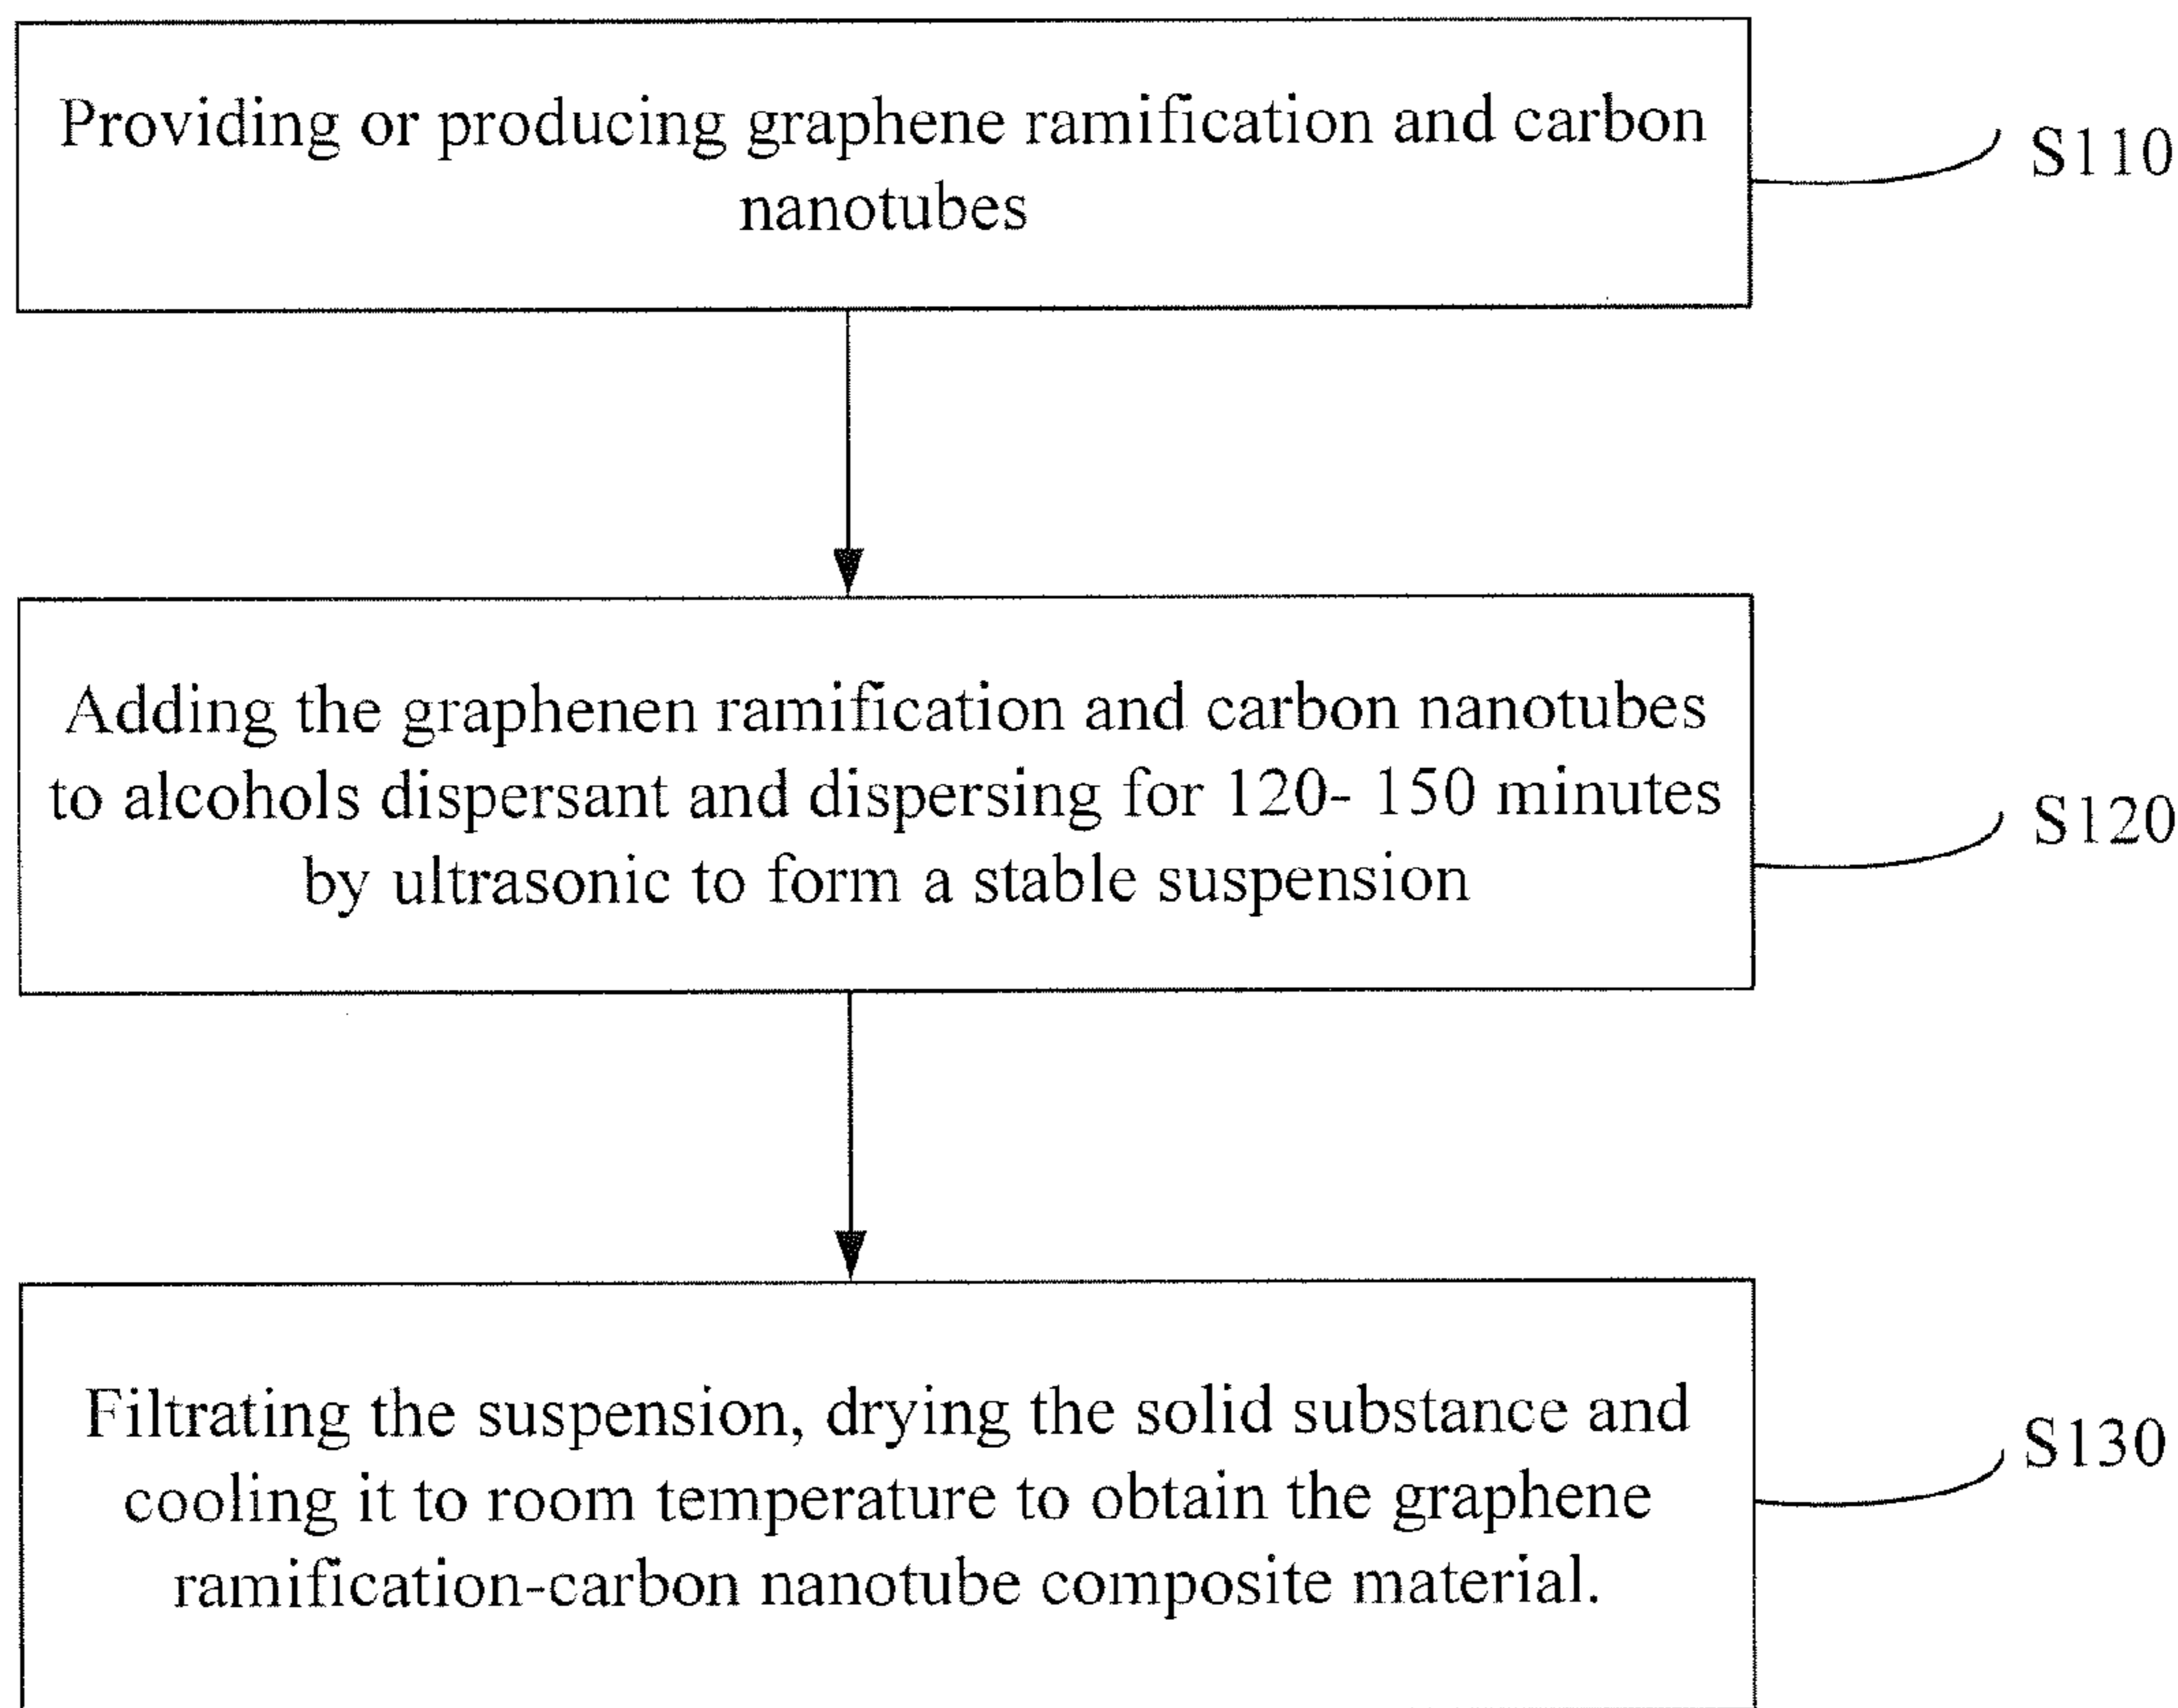 Providing or producing graphene ramification and carbon
nanotubes
S110
Adding the graphenen ramification and carbon nanotubes
to alcohols dispersant and dispersing for 120- 150 minutes
by ultrasonic to form a stable suspension
S120
Filtrating the suspension, drying the solid substance and
cooling it to room temperature to obtain the graphene
ramification-carbon nanotube composite material.
S130